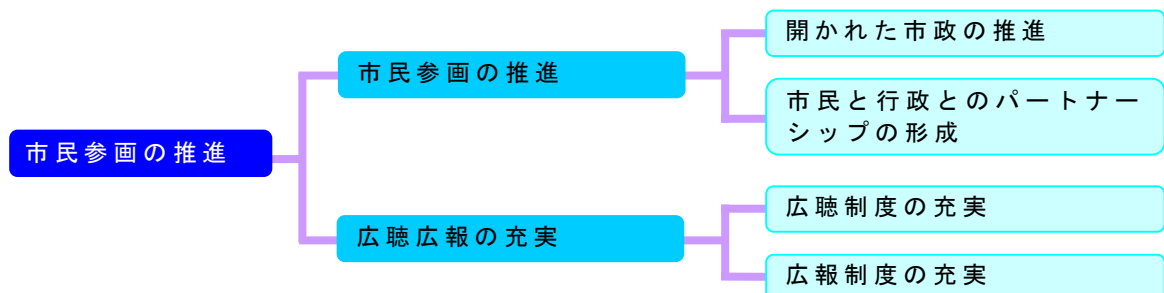 市民参画の推進
市民参画の推進
開かれた市政の推進
市民と行政とのパートナー
シップの形成
広聴広報の充実
広聴制度の充実
広報制度の充実